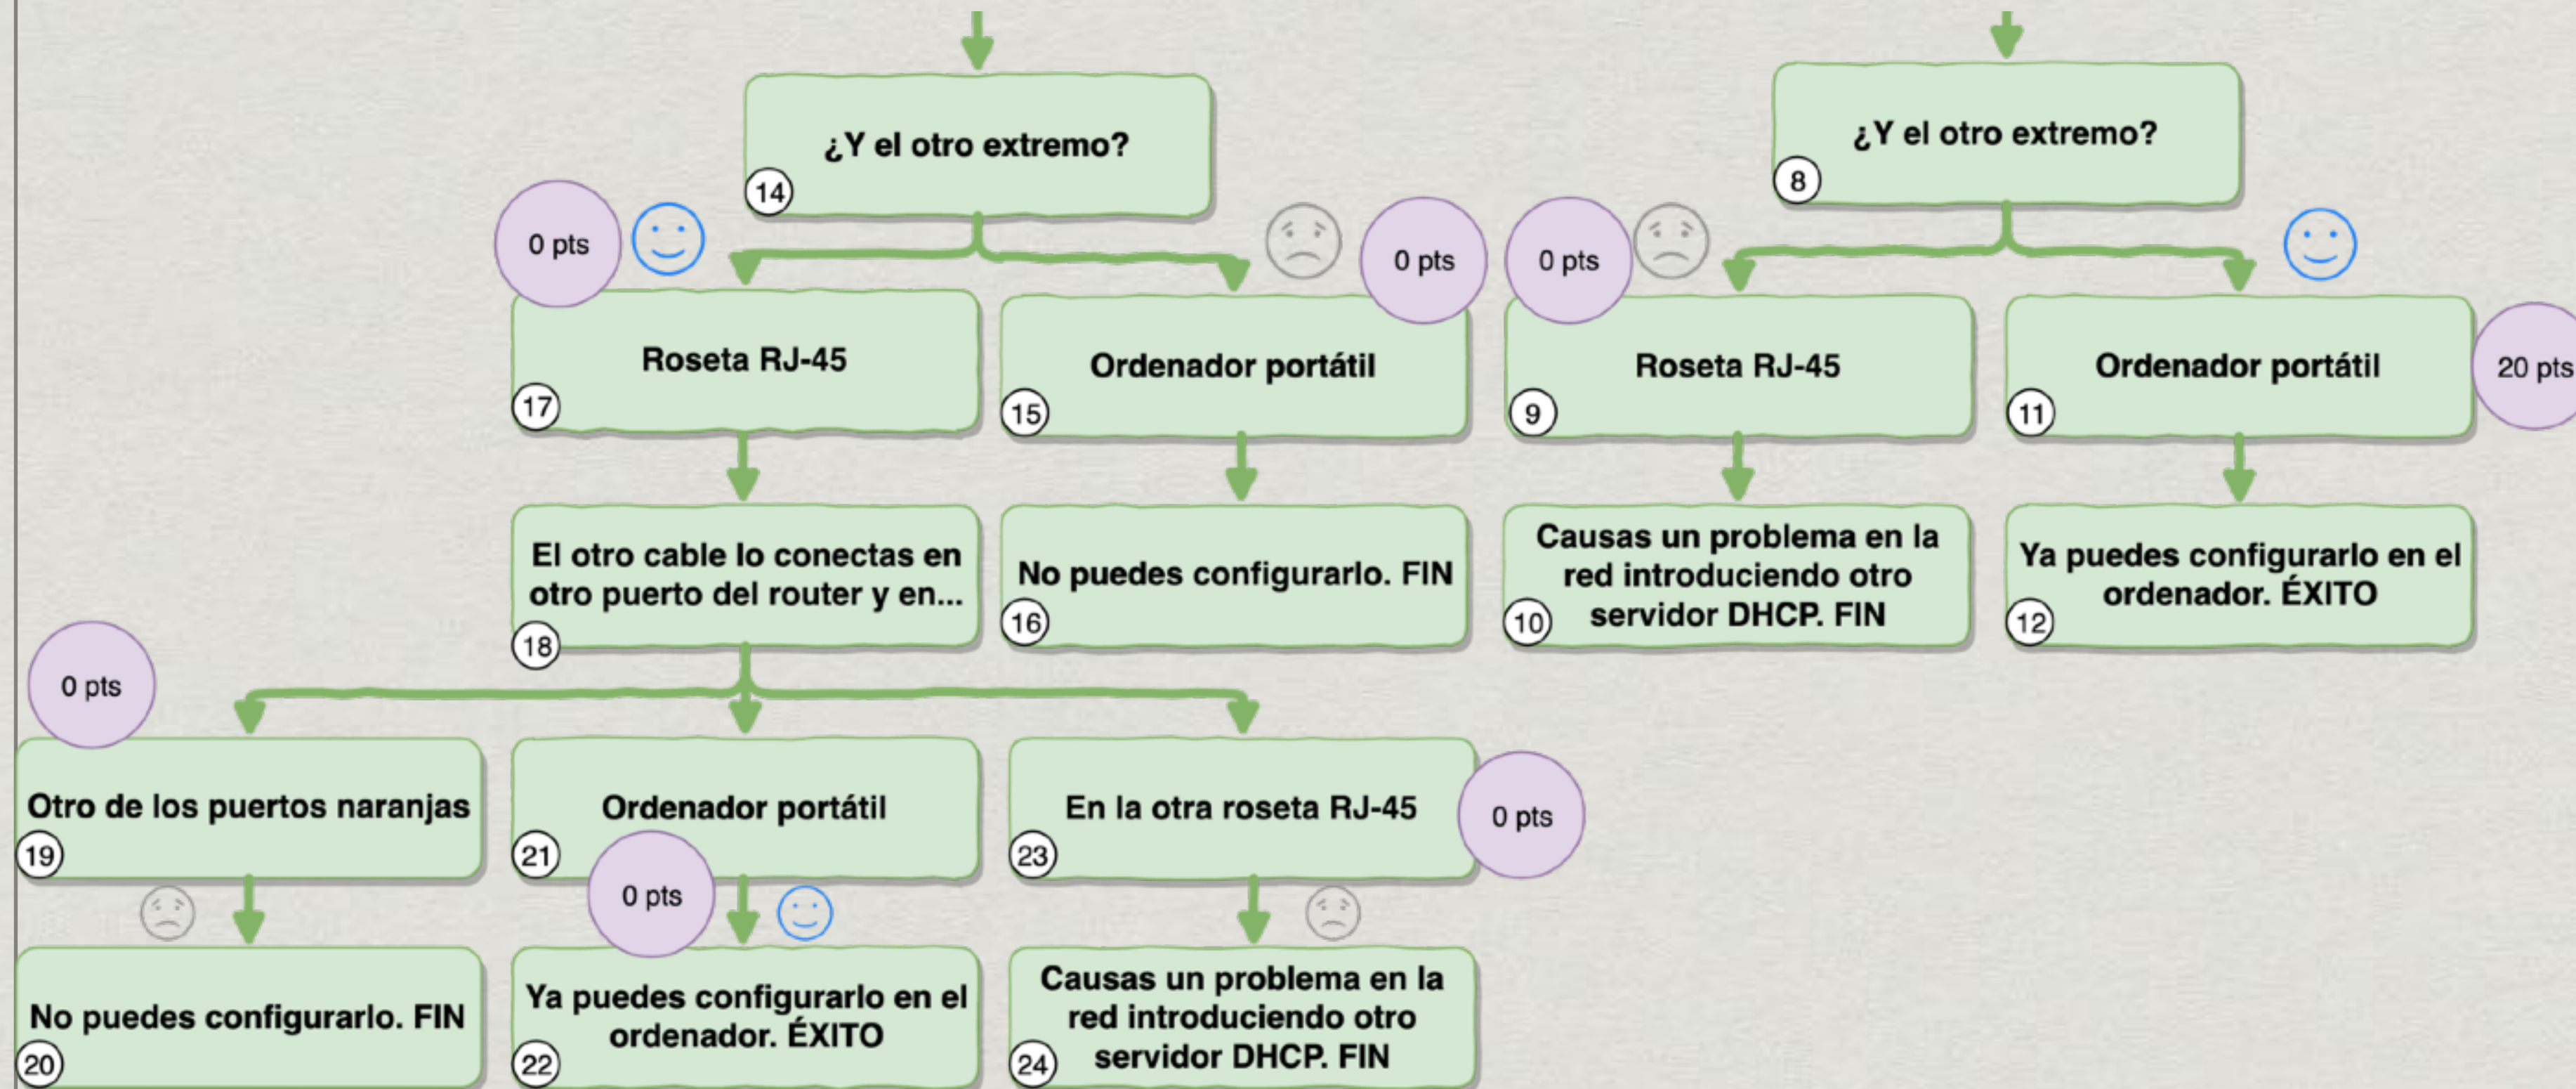 ¿Y el otro extremo?
14
¿Y el otro extremo?
8
0 pts
0 pts
0 pts
Roseta RJ-45
17
Ordenador portátil
15
Roseta RJ-45
9
Ordenador portátil
11
20 pts
El otro cable lo conectas en
otro puerto del router y en...
18
No puedes configurarlo. FIN
16
Causas un problema en la
red introduciendo otro
servidor DHCP. FIN
10
Ya puedes configurarlo en el
ordenador. ÉXITO
12
0 pts
Otro de los puertos naranjas
19
Ordenador portátil
21
0 pts
En la otra roseta RJ-45
23
0 pts
No puedes configurarlo. FIN
20
Ya puedes configurarlo en el
ordenador. ÉXITO
22
Causas un problema en la
red introduciendo otro
servidor DHCP. FIN
24